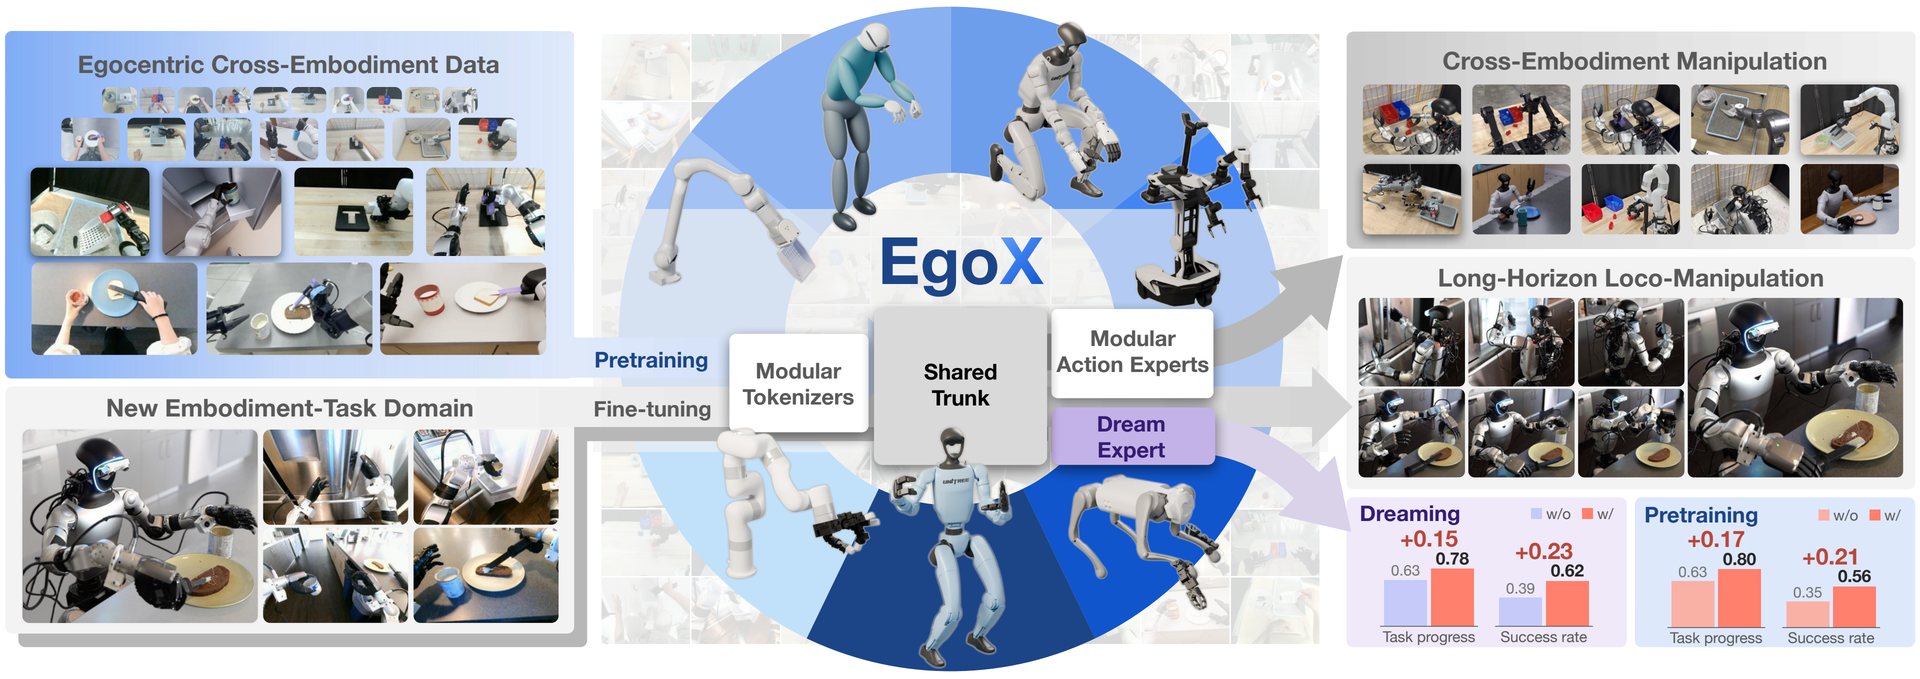 Egocentric Cross-Embodiment Data
New Embodiment-Task Domain
Pretraining
Fine-tuning
EgoX
Modular
Tokenizers
Shared
Trunk
Modular
Action Experts
Dream
Expert
UNITREE
Cross-Embodiment Manipulation
Long-Horizon Loco-Manipulation
Dreaming
w/o w/
+0.15
0.63 0.78
Task progress
+0.23
0.39 0.62
Success rate
Pretraining
w/o w/
+0.17
0.63 0.80
Task progress
+0.21
0.35 0.56
Success rate